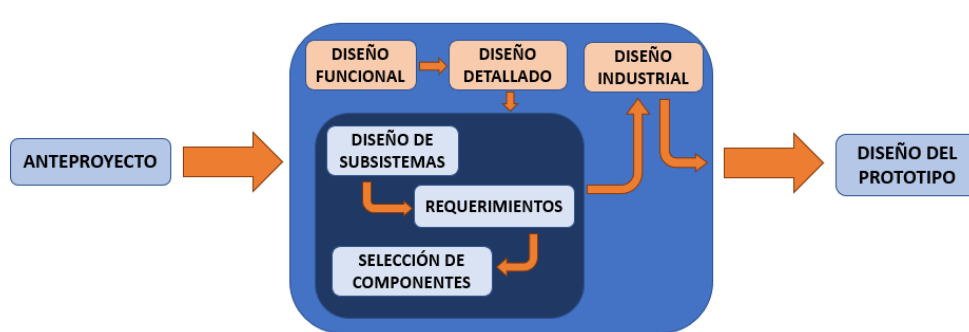 ANTEPROYECTO
DISEÑO
FUNCIONAL
DISEÑO
DETALLADO
DISEÑO DE
SUBSISTEMAS
REQUERIMIENTOS
SELECCIÓN DE
COMPONENTES
DISEÑO
INDUSTRIAL
DISEÑO DEL
PROTOTIPO